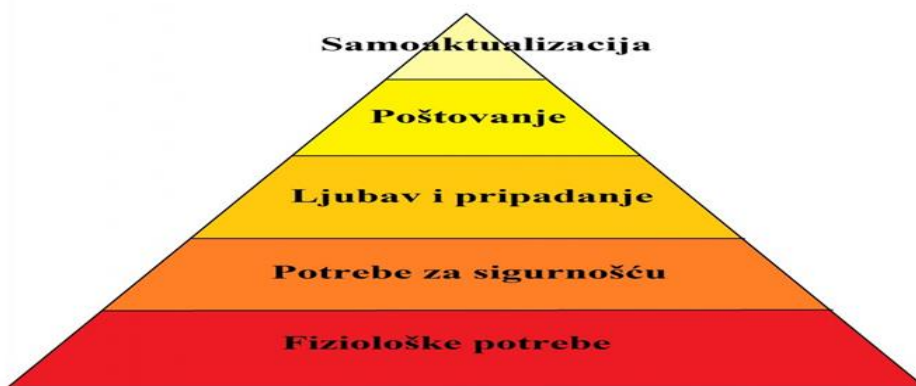 Samoaktualizacija
Poštovanje
Ljubav i pripadanje
Potrebe za sigurnošću
Fiziološke potrebe